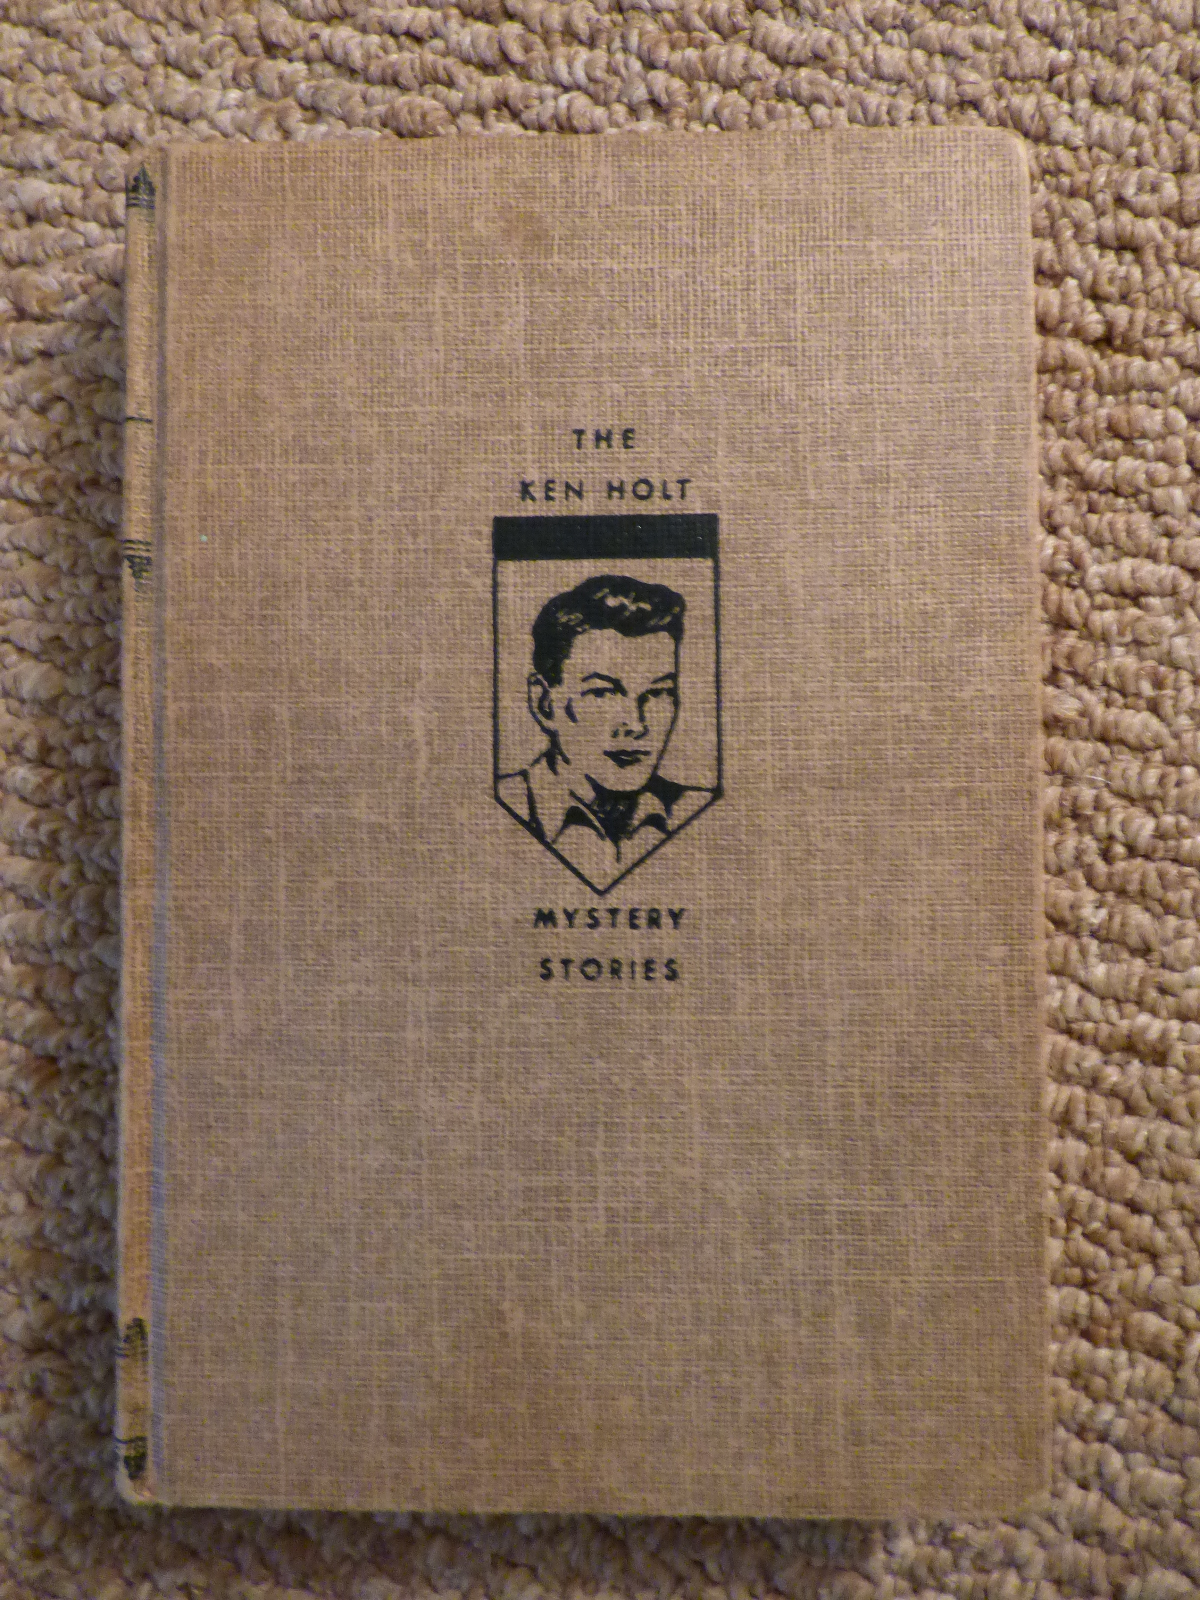 THE
KEN HOLT
MYSTERY
STORIES